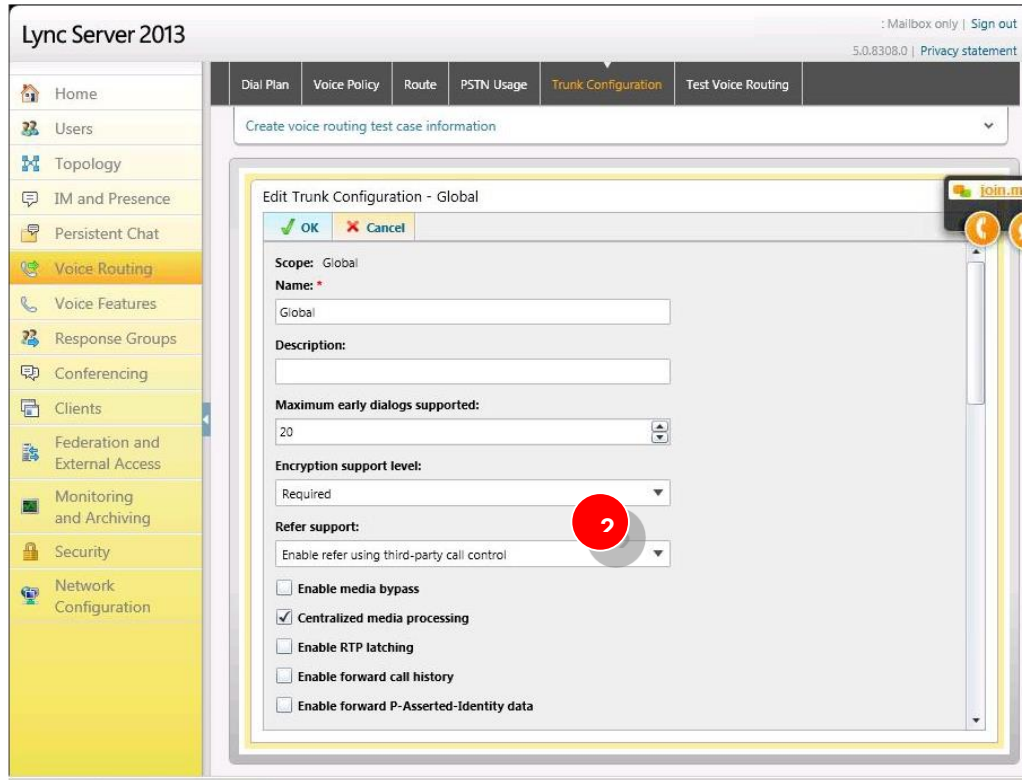 Lync Server 2013
: Mailbox only | Sign out
5.0.8308.0 | Privacy statement
Home
Users
Topology
IM and Presence
Persistent Chat
Voice Routing
Voice Features
Response Groups
Conferencing
Clients
Federation and
External Access
Monitoring
and Archiving
Security
Network
Configuration
Dial Plan Voice Policy Route PSTN Usage Trunk Configuration Test Voice Routing
Create voice routing test case information
Edit Trunk Configuration - Global
join.m
OK Cancel
Scope: Global
Name: *
Global
Description:
Maximum early dialogs supported:
20
Encryption support level:
Required
Refer support:
Enable refer using third-party call control
Enable media bypass
Centralized media processing
Enable RTP latching
Enable forward call history
Enable forward P-Asserted-Identity data